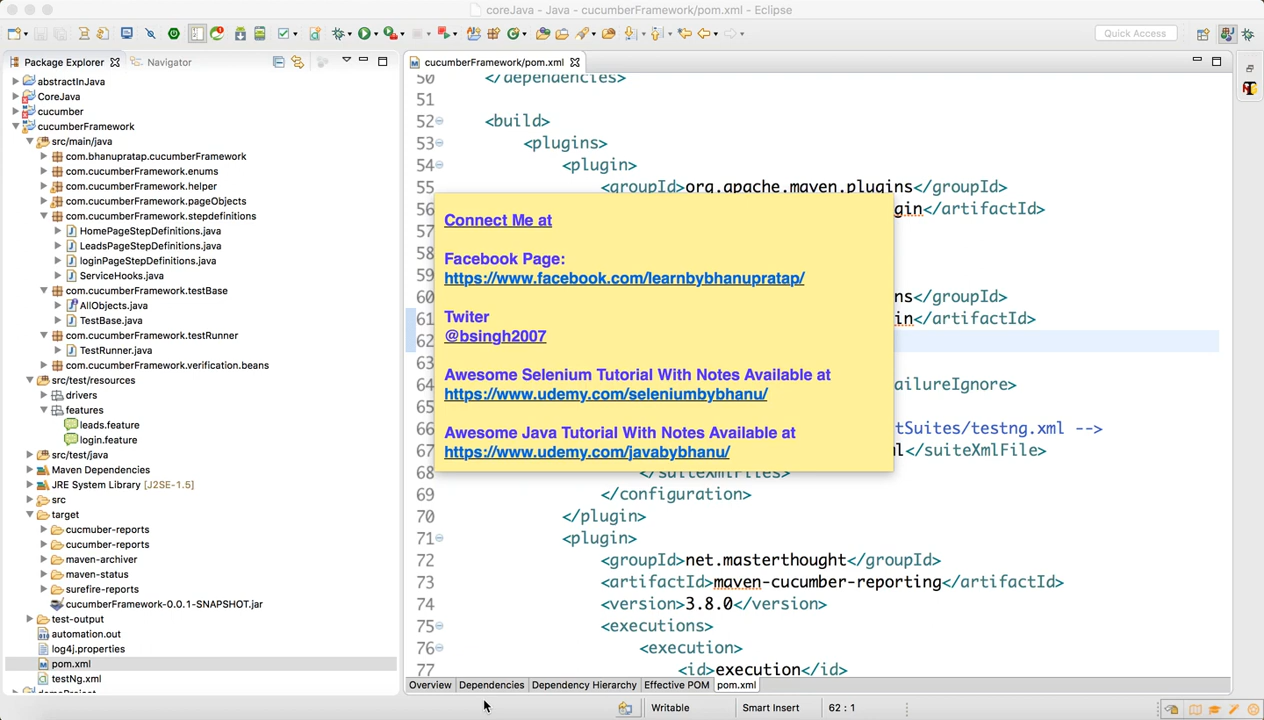 coreJava - Java - cucumberFramework/pom.xml - Eclipse
Quick Access
Package Explorer
Navigator
cucumberFramework/pom.xml
abstractInJava
CoreJava
cucumber
cucumberFramework
src/main/java
com.bhanupratap.cucumberFramework
com.cucumberFramework.enums
com.cucumberFramework.helper
com.cucumberFramework.pageObjects
com.cucumberFramework.stepdefinitions
HomePageStepDefinitions.java
LeadsPageStepDefinitions.java
loginPageStepDefinitions.java
ServiceHooks.java
com.cucumberFramework.testBase
AllObjects.java
TestBase.java
com.cucumberFramework.testRunner
TestRunner.java
com.cucumberFramework.verification.beans
src/test/resources
drivers
features
leads.feature
login.feature
src/test/java
Maven Dependencies
JRE System Library [J2SE-1.5]
src
target
cucmuber-reports
cucumber-reports
maven-archiver
maven-status
surefire-reports
cucumberFramework-0.0.1-SNAPSHOT.jar
test-output
automation.out
log4j.properties
pom.xml
testNg.xml
50 </dependencies>
51
52 <build>
53 <plugins>
54 <plugin>
55 <groupId>org.apache.maven.plugins</groupId>
56 gin</artifactId>
57
58
59
60 ns</groupId>
61 in</artifactId>
62
63
64 ailureIgnore>
65
66 tSuites/testng.xml -->
67 l</suiteXmlFile>
68 </suiteXmlFiles>
69 </configuration>
70 </plugin>
71 <plugin>
72 <groupId>net.masterthought</groupId>
73 <artifactId>maven-cucumber-reporting</artifactId>
74 <version>3.8.0</version>
75 <executions>
76 <execution>
77 <id>execution</id>
Connect Me at
Facebook Page:
https://www.facebook.com/learnbybhanupratap/
Twiter
@bsingh2007
Awesome Selenium Tutorial With Notes Available at
https://www.udemy.com/seleniumbybhanu/
Awesome Java Tutorial With Notes Available at
https://www.udemy.com/javabybhanu/
Overview
Dependencies
Dependency Hierarchy
Effective POM
pom.xml
Writable
Smart Insert
62 : 1